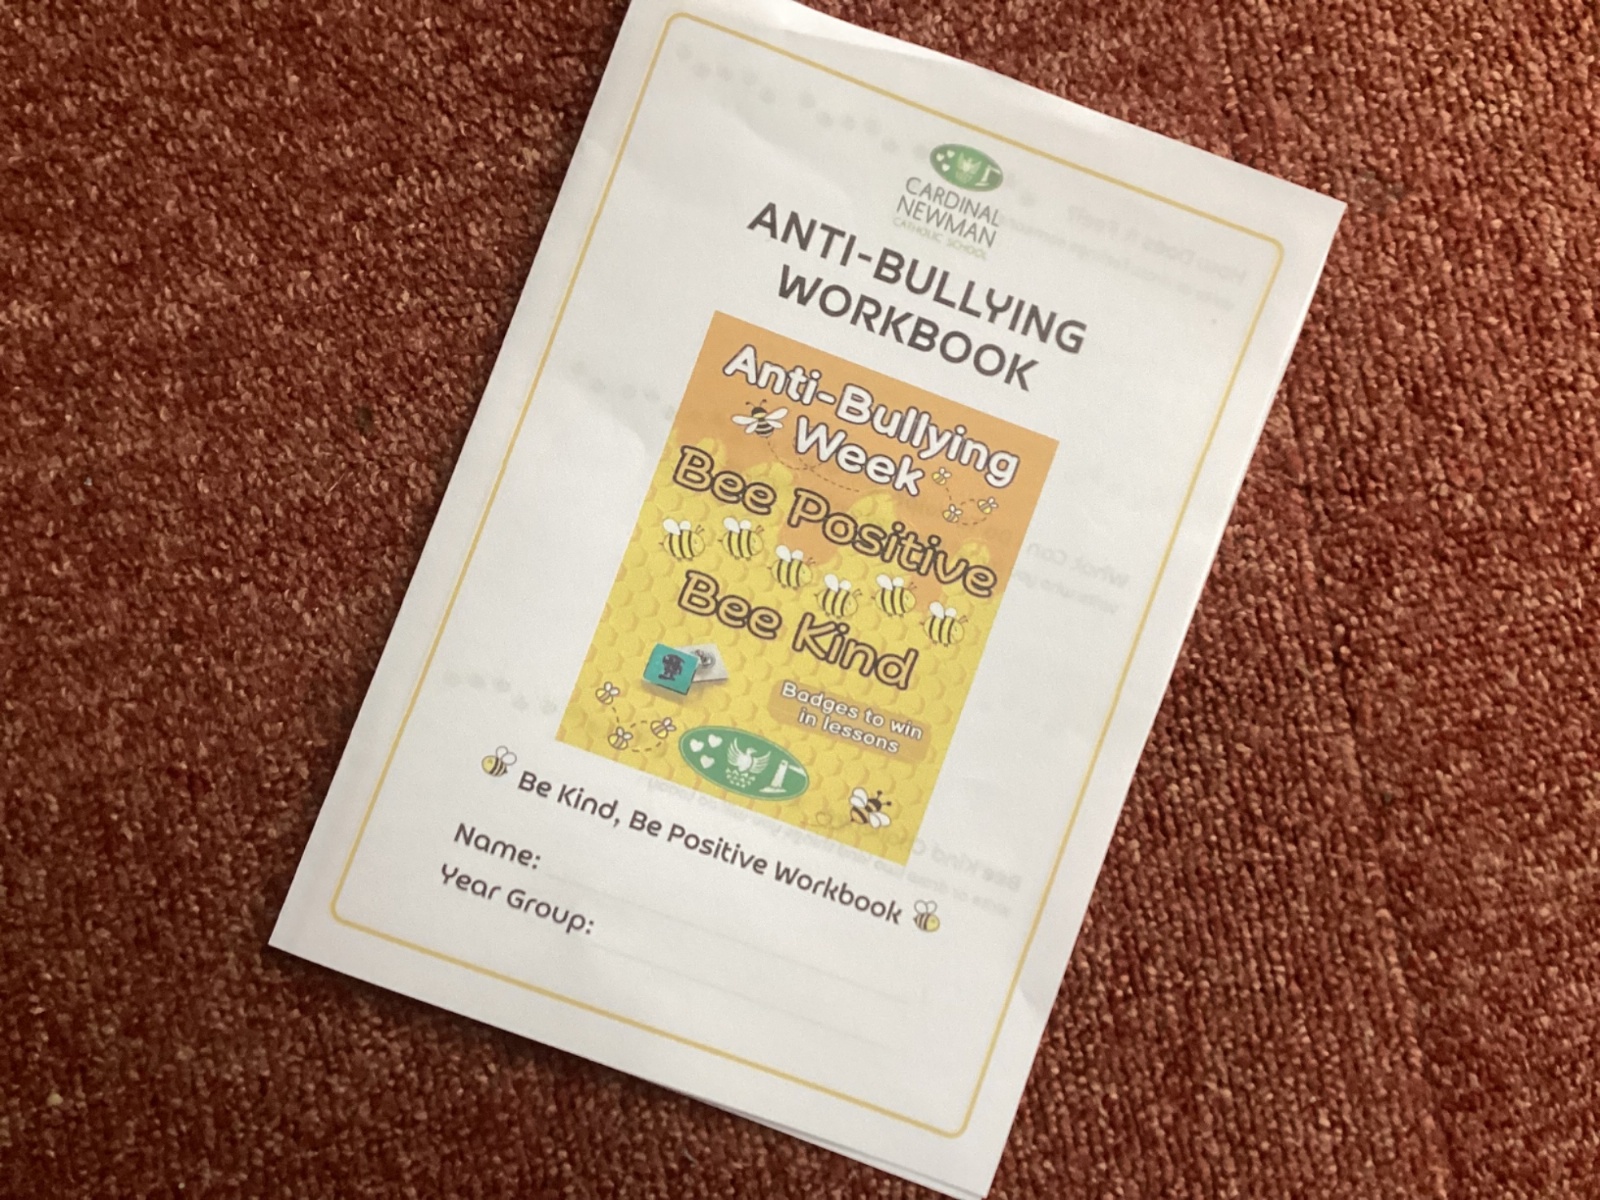 CARDINAL
NEWMAN
CATHOLIC SCHOOL
ANTI-BULLYING
WORKBOOK
Anti-Bullying
Week
Bee Positive
Bee Kind
Badges to win
in lessons
Be Kind, Be Positive Workbook
Name:
Year Group: